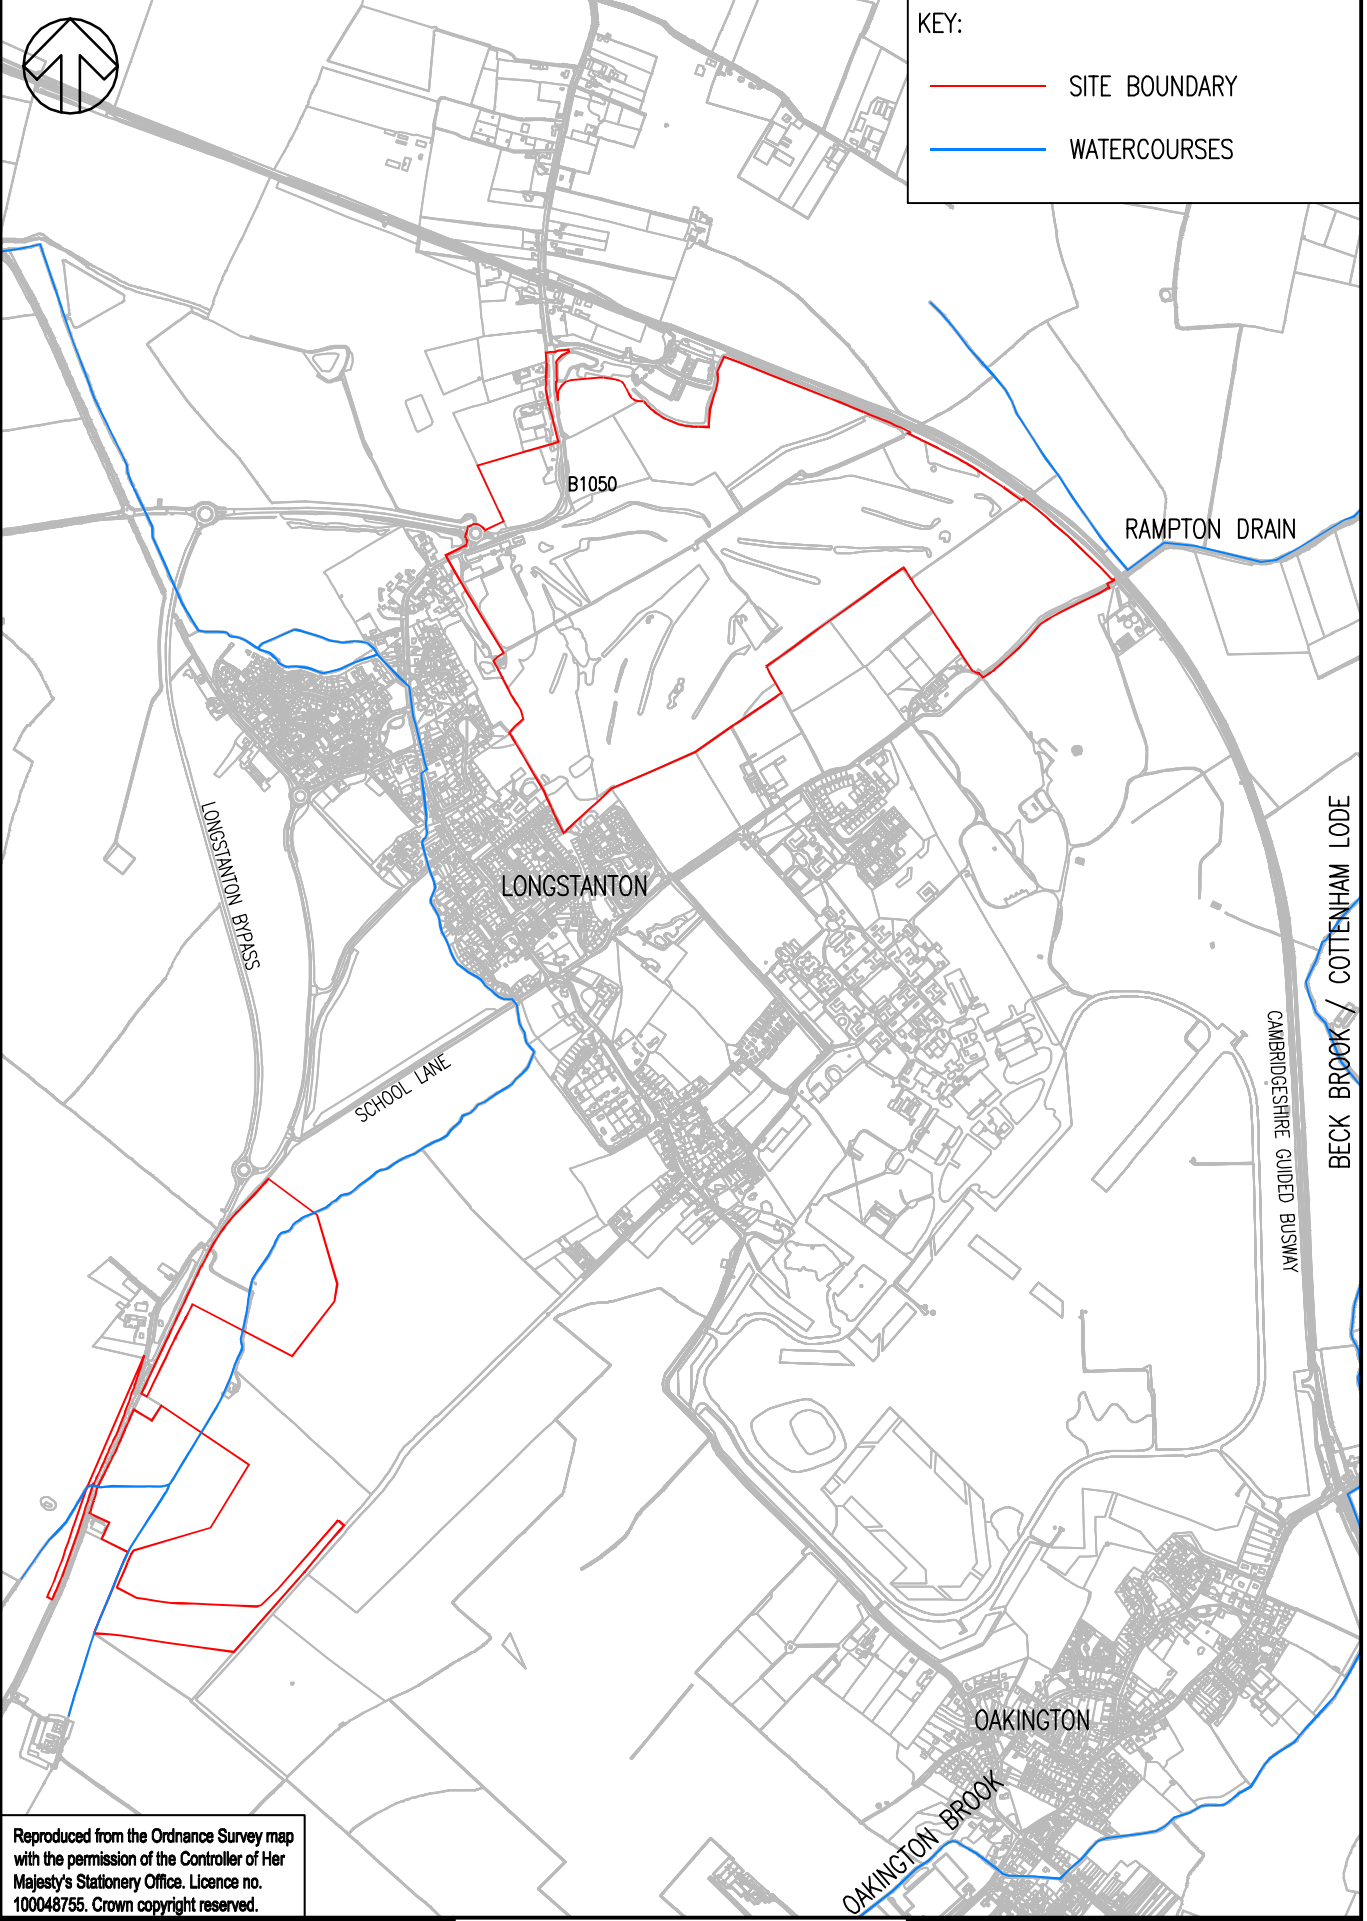 KEY:
SITE BOUNDARY
WATERCOURSES
B1050
RAMPTON DRAIN
LONGSTANTON BYPASS
LONGSTANTON
BECK BROOK / COTTENHAM LODE
CAMBRIDGESHIRE GUIDED BUSWAY
SCHOOL LANE
OAKINGTON
OAKINGTON BROOK
Reproduced from the Ordnance Survey map
with the permission of the Controller of Her
Majesty's Stationery Office. Licence no.
100048755. Crown copyright reserved.